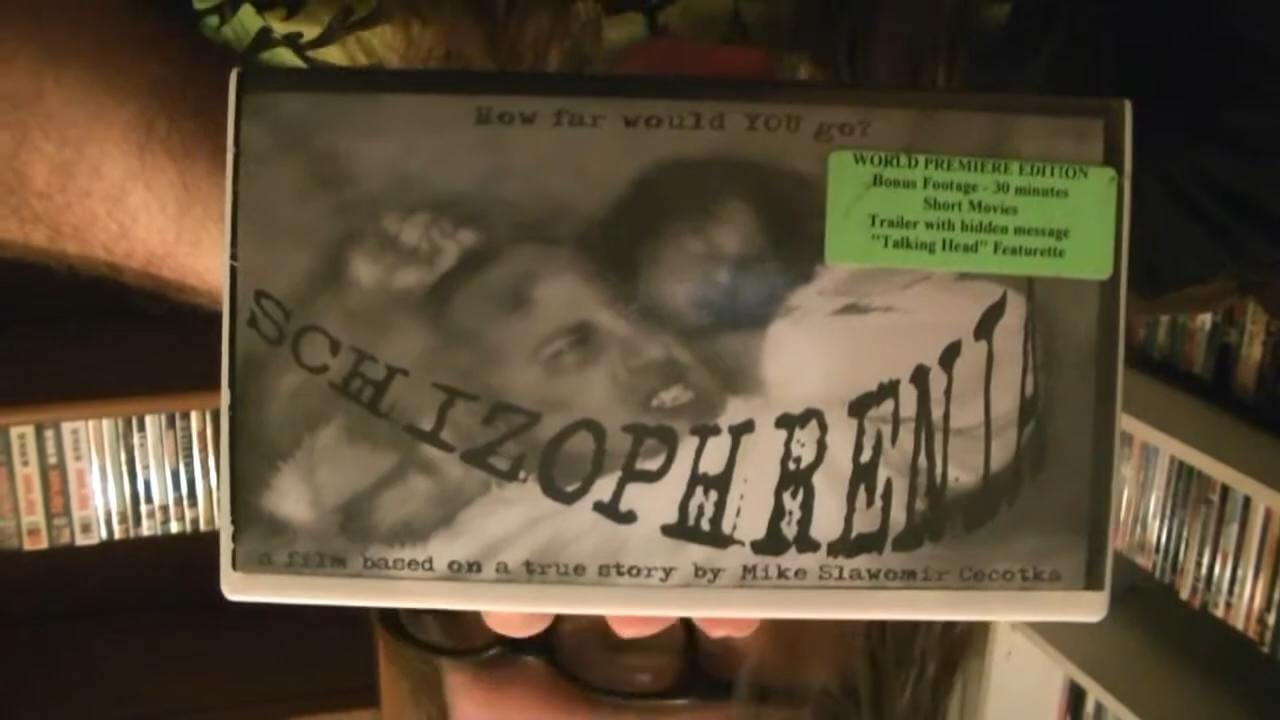 How far would YOU go?
WORLD PREMIERE EDITION
Bonus Footage - 30 minutes
Short Movies
Trailer with hidden message
"Talking Head" Featurette
SCHIZOPHRENIA
a film based on a true story by Mike Slawomir Cecotka